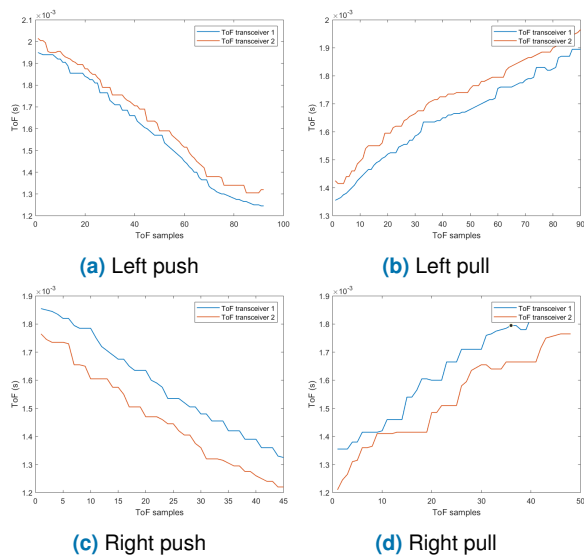 ×10⁻³
2.1
2
1.9
1.8
1.7
1.6
1.5
1.4
1.3
1.2
ToF (s)
ToF transceiver 1
ToF transceiver 2
0 20 40 60 80 100
ToF samples
(a) Left push
×10⁻³
2
1.9
1.8
1.7
1.6
1.5
1.4
1.3
ToF (s)
ToF transceiver 1
ToF transceiver 2
0 10 20 30 40 50 60 70 80 90
ToF samples
(b) Left pull
×10⁻³
1.9
1.8
1.7
1.6
1.5
1.4
1.3
1.2
ToF (s)
ToF transceiver 1
ToF transceiver 2
0 5 10 15 20 25 30 35 40 45
ToF samples
(c) Right push
×10⁻³
1.9
1.8
1.7
1.6
1.5
1.4
1.3
1.2
ToF (s)
ToF transceiver 1
ToF transceiver 2
0 10 20 30 40 50
ToF samples
(d) Right pull